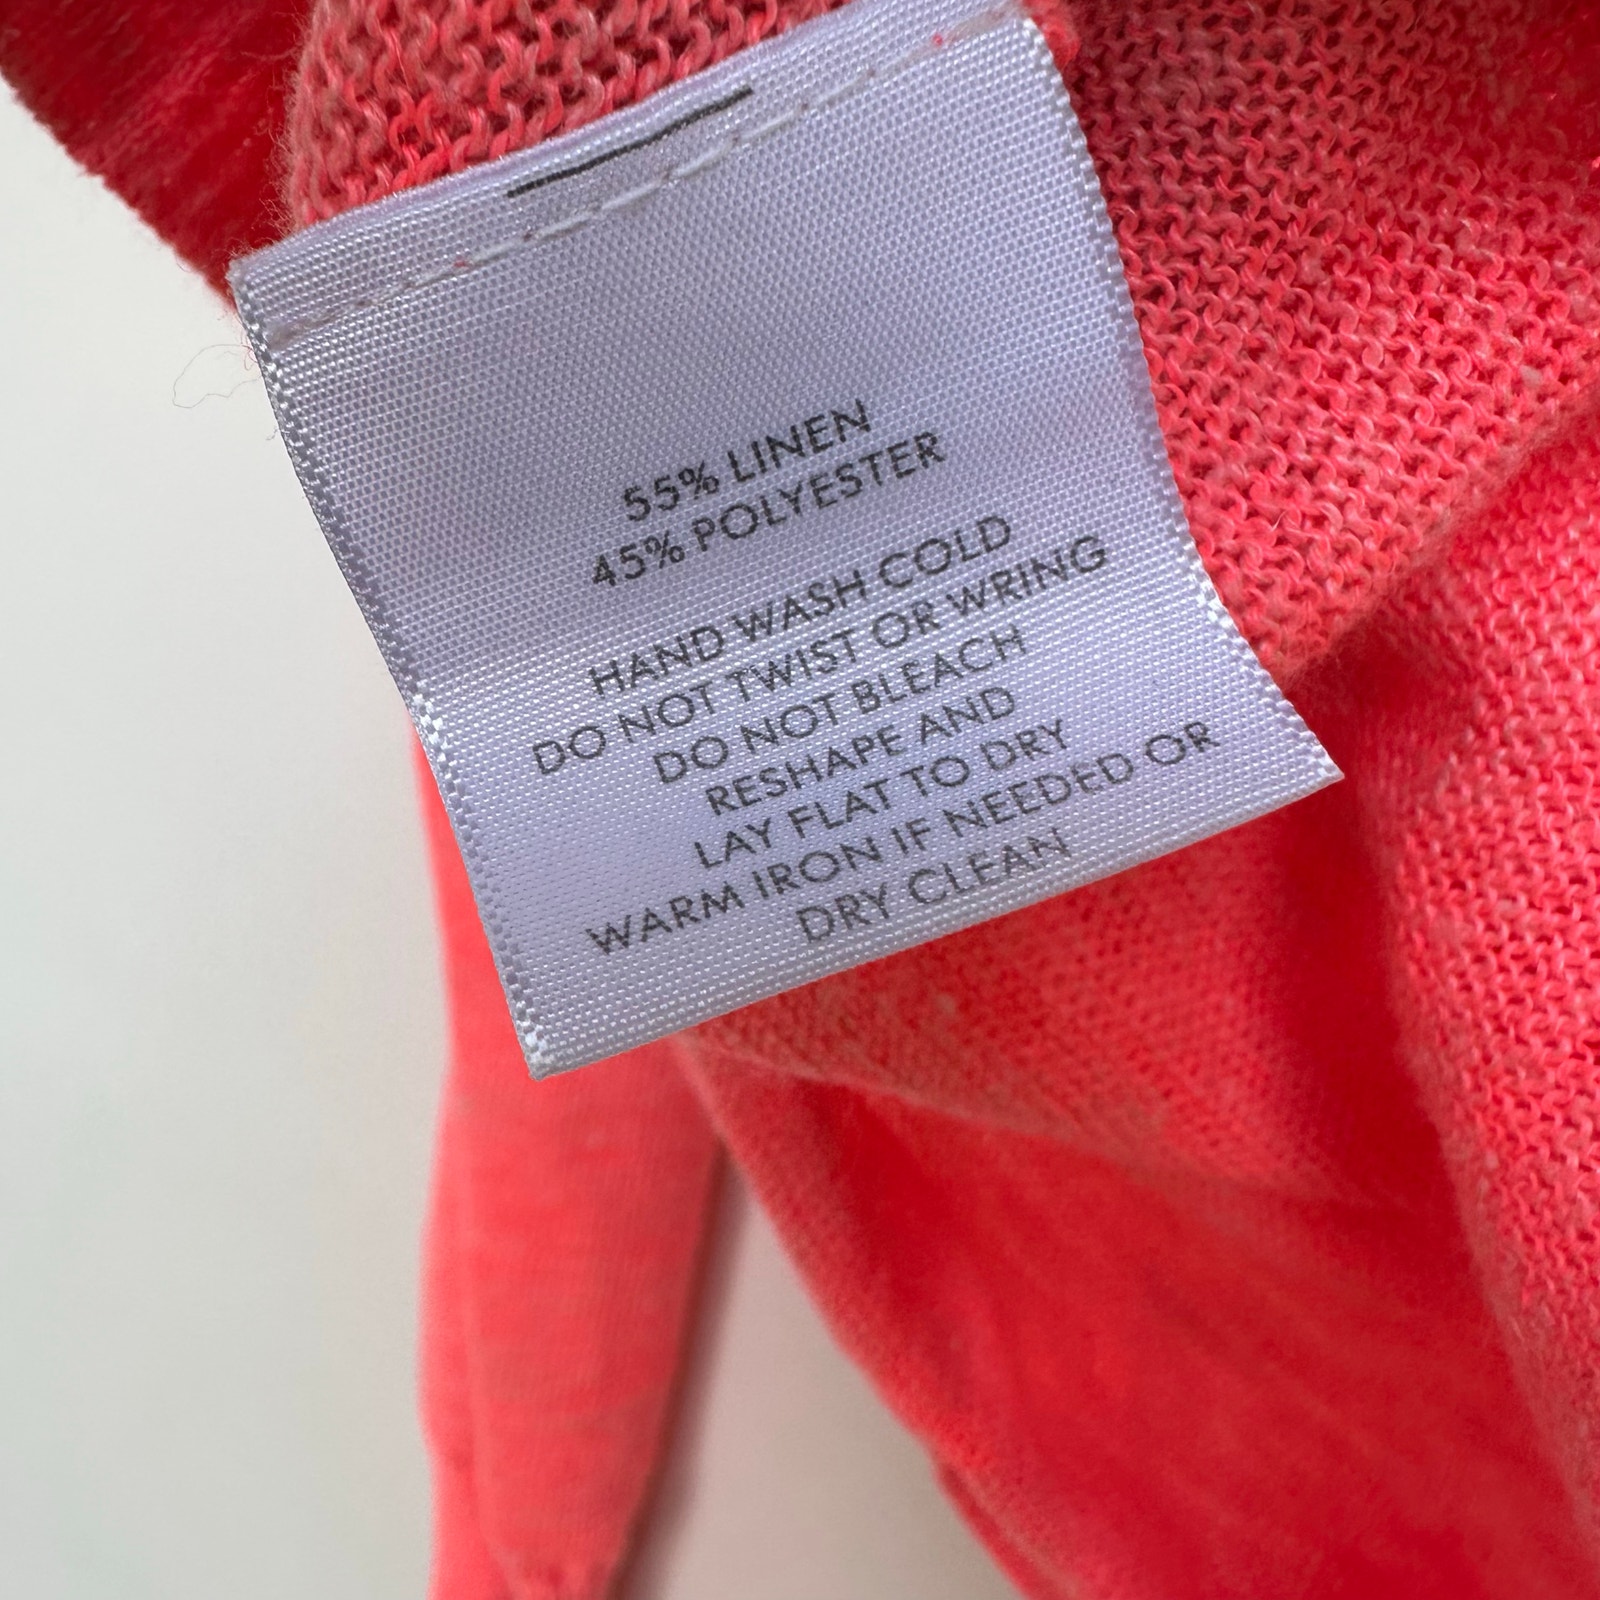 55% LINEN
45% POLYESTER
HAND WASH COLD
DO NOT TWIST OR WRING
DO NOT BLEACH
RESHAPE AND
LAY FLAT TO DRY
WARM IRON IF NEEDED OR
DRY CLEAN